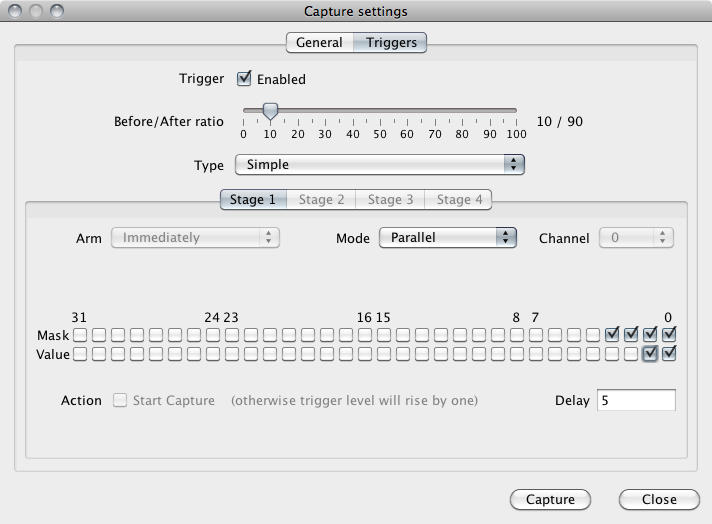 Capture settings
General Triggers
Trigger Enabled
Before/After ratio 10 / 90
0 10 20 30 40 50 60 70 80 90 100
Type Simple
Stage 1 Stage 2 Stage 3 Stage 4
Arm Immediately Mode Parallel Channel 0
31 24 23 16 15 8 7 0
Mask
Value
Action Start Capture (otherwise trigger level will rise by one) Delay 5
Capture Close